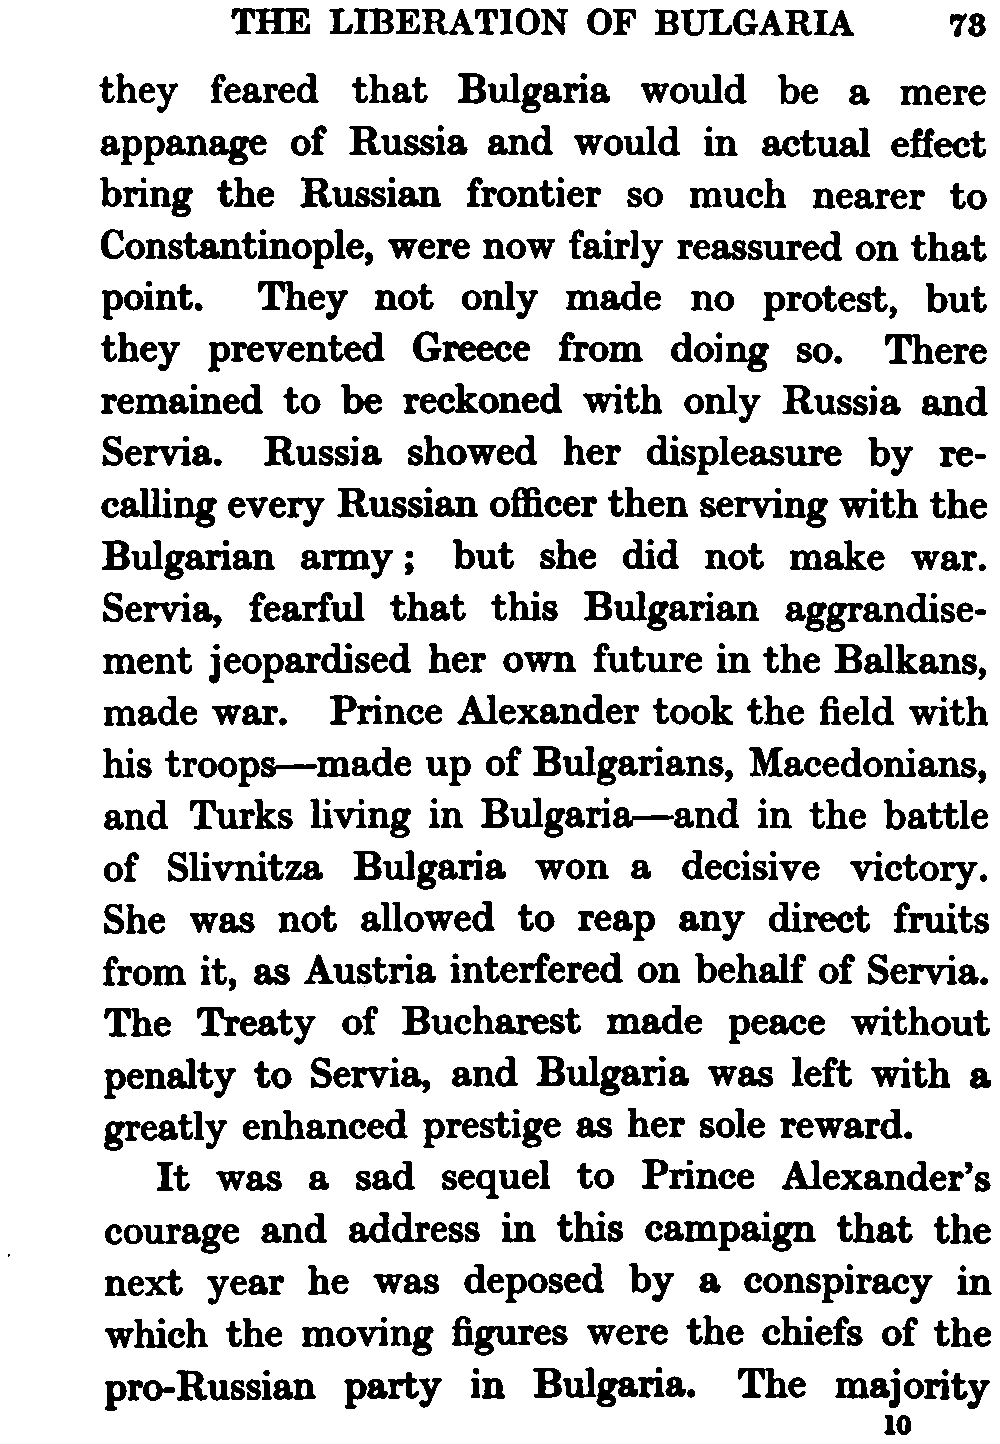 THE LIBERATION OF BULGARIA 73
they feared that Bulgaria would be a mere
appanage of Russia and would in actual effect
bring the Russian frontier so much nearer to
Constantinople, were now fairly reassured on that
point. They not only made no protest, but
they prevented Greece from doing so. There
remained to be reckoned with only Russia and
Servia. Russia showed her displeasure by re-
calling every Russian officer then serving with the
Bulgarian army ; but she did not make war.
Servia, fearful that this Bulgarian aggrandise-
ment jeopardised her own future in the Balkans,
made war. Prince Alexander took the field with
his troops—made up of Bulgarians, Macedonians,
and Turks living in Bulgaria—and in the battle
of Slivnitza Bulgaria won a decisive victory.
She was not allowed to reap any direct fruits
from it, as Austria interfered on behalf of Servia.
The Treaty of Bucharest made peace without
penalty to Servia, and Bulgaria was left with a
greatly enhanced prestige as her sole reward.
It was a sad sequel to Prince Alexander's
courage and address in this campaign that the
next year he was deposed by a conspiracy in
which the moving figures were the chiefs of the
pro-Russian party in Bulgaria. The majority
10